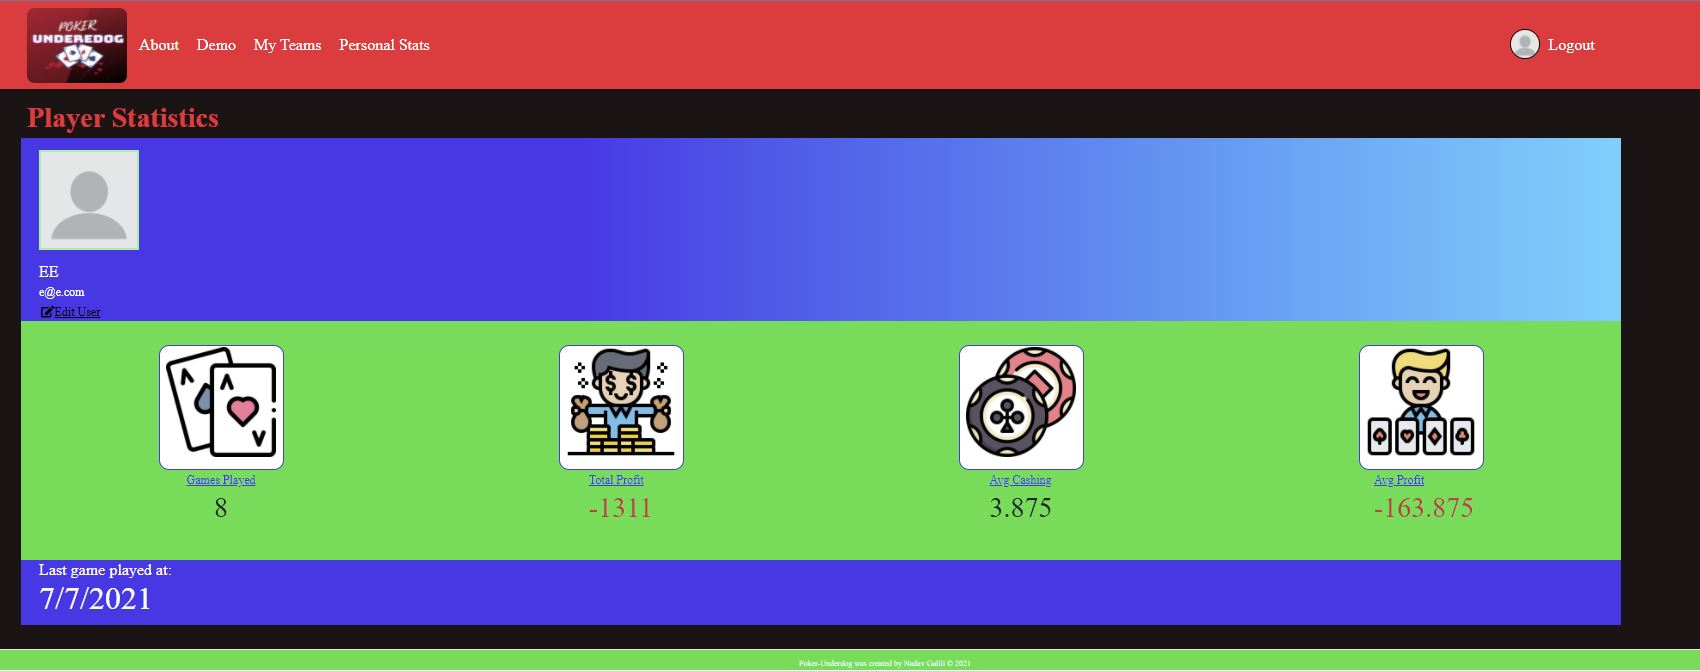 POKER
UNDEREDOG
About Demo My Teams Personal Stats
Logout
Player Statistics
EE
e@e.com
Edit User
Games Played
8
Total Profit
-1311
Avg Cashing
3.875
Avg Profit
-163.875
Last game played at:
7/7/2021
Poker-Underdog was created by Nadav Galili © 2021